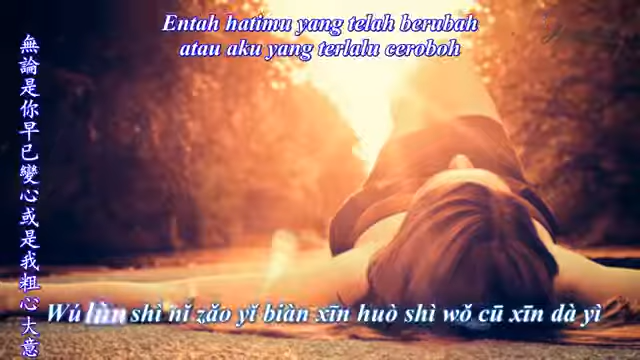 Entah hatimu yang telah berubah
atau aku yang terlalu ceroboh
無論是你早已變心或是我粗心大意
Wú lùn shì nǐ zǎo yǐ biàn xīn huò shì wǒ cū xīn dà yì